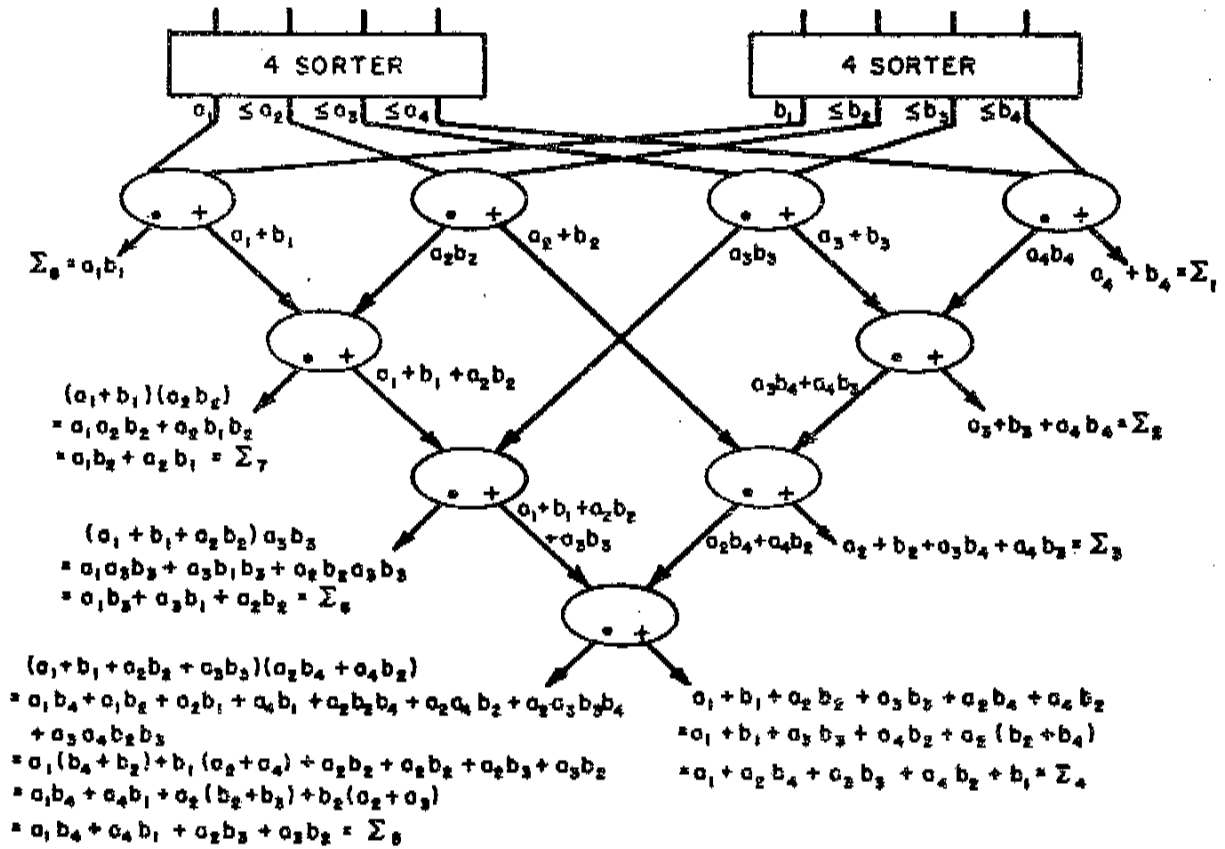 4 SORTER 4 SORTER
a₁ ≤a₂ ≤a₃ ≤a₄ b₁ ≤b₂ ≤b₃ ≤b₄
• + • + • + • +
a₁+b₁ a₂b₂ a₂+b₂ a₃b₃ a₃+b₃ a₄b₄ a₄+b₄=Σ₁
Σ₈=a₁b₁
• + • +
(a₁+b₁)(a₂b₂) a₁+b₁+a₂b₂ a₃b₄+a₄b₃ a₃+b₃+a₄b₄=Σ₂
=a₁a₂b₂+a₂b₁b₂
=a₁b₂+a₂b₁=Σ₇
• + • +
(a₁+b₁+a₂b₂)a₃b₃ a₁+b₁+a₂b₂ a₂b₄+a₄b₂ a₂+b₂+a₃b₄+a₄b₃=Σ₃
+a₃b₃
=a₁a₃b₃+a₃b₁b₃+a₂b₂a₃b₃
=a₁b₃+a₃b₁+a₂b₂=Σ₆
• +
(a₁+b₁+a₂b₂+a₃b₃)(a₂b₄+a₄b₂)
=a₁b₄+a₁b₂+a₂b₁+a₄b₁+a₂b₂b₄+a₂a₄b₂+a₂a₃b₃b₄
+a₃a₄b₂b₃
=a₁(b₄+b₂)+b₁(a₂+a₄)+a₂b₂+a₂b₂+a₂b₃+a₃b₂
=a₁b₄+a₄b₁+a₂(b₂+b₃)+b₂(a₂+a₃)
=a₁b₄+a₄b₁+a₂b₃+a₃b₂=Σ₅
a₁+b₁+a₂b₂+a₃b₃+a₂b₄+a₄b₂
=a₁+b₁+a₃b₃+a₄b₂+a₂(b₂+b₄)
=a₁+a₂b₄+a₃b₃+a₄b₂+b₁=Σ₄